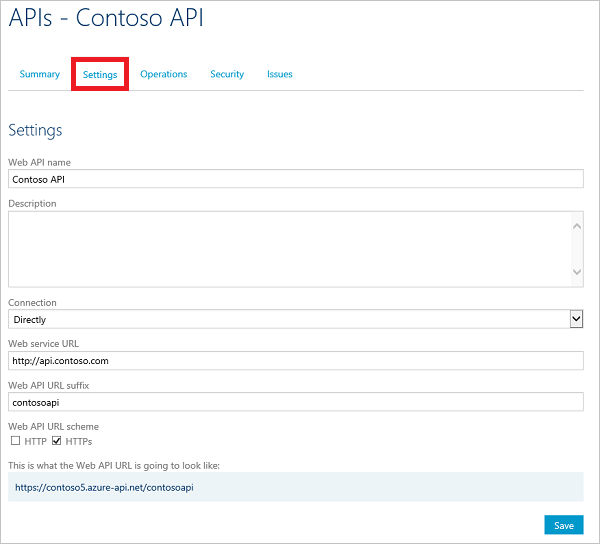 APIs - Contoso API
Summary Settings Operations Security Issues
Settings
Web API name
Contoso API
Description
Connection
Directly
Web service URL
http://api.contoso.com
Web API URL suffix
contosoapi
Web API URL scheme
HTTP HTTPs
This is what the Web API URL is going to look like:
https://contoso5.azure-api.net/contosoapi
Save